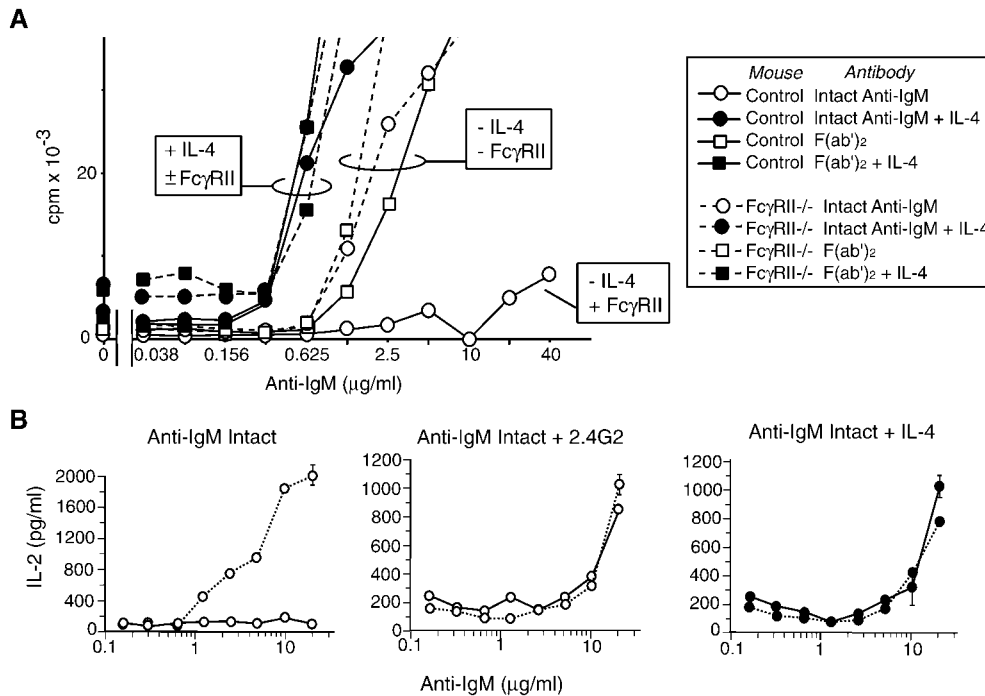 A
cpm x 10⁻³
20
0
+ IL-4
± FcγRII
- IL-4
- FcγRII
- IL-4
+ FcγRII
0 0.038 0.156 0.625 2.5 10 40
Anti-IgM (μg/ml)
Mouse Antibody
Control Intact Anti-IgM
Control Intact Anti-IgM + IL-4
Control F(ab')₂
Control F(ab')₂ + IL-4
FcγRII-/- Intact Anti-IgM
FcγRII-/- Intact Anti-IgM + IL-4
FcγRII-/- F(ab')₂
FcγRII-/- F(ab')₂ + IL-4
B
Anti-IgM Intact
IL-2 (pg/ml)
2000
1600
1200
800
400
0
0.1 1 10
Anti-IgM Intact + 2.4G2
1200
1000
800
600
400
200
0
0.1 1 10
Anti-IgM Intact + IL-4
1200
1000
800
600
400
200
0
0.1 1 10
Anti-IgM (μg/ml)